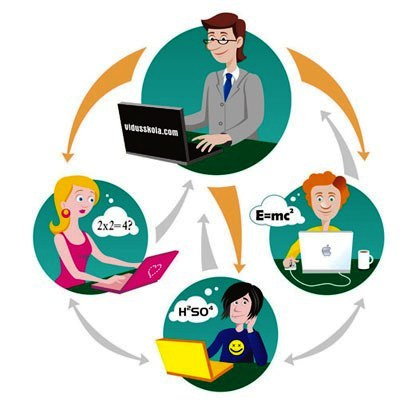 vidusskola.com
2x2=4?
E=mc²
H²SO⁴